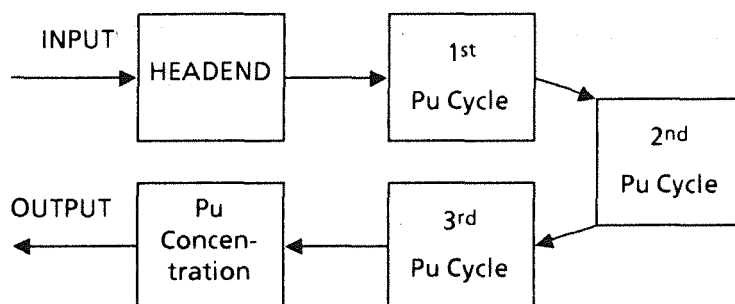 INPUT
HEADEND
1st
Pu Cycle
2nd
Pu Cycle
3rd
Pu Cycle
Pu
Concen-
tration
OUTPUT